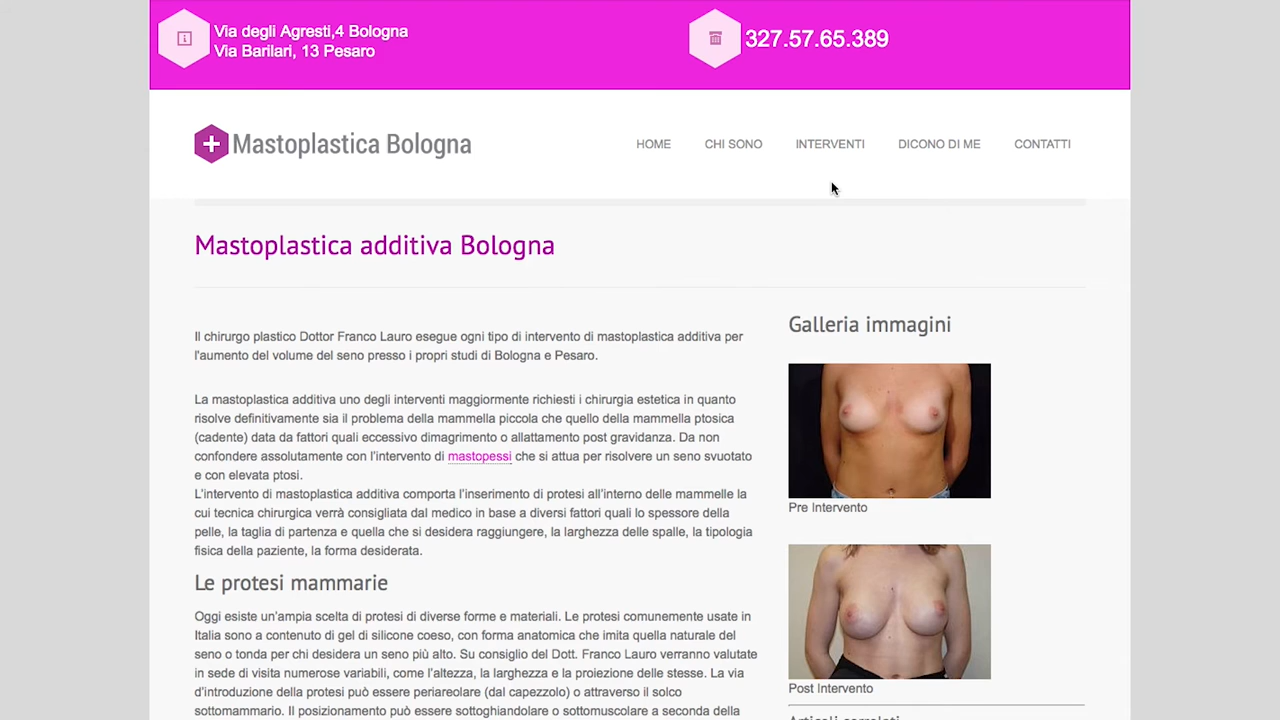 Via degli Agresti,4 Bologna
Via Barilari, 13 Pesaro
327.57.65.389
Mastoplastica Bologna
HOME
CHI SONO
INTERVENTI
DICONO DI ME
CONTATTI
Mastoplastica additiva Bologna
Il chirurgo plastico Dottor Franco Lauro esegue ogni tipo di intervento di mastoplastica additiva per
l'aumento del volume del seno presso i propri studi di Bologna e Pesaro.
La mastoplastica additiva uno degli interventi maggiormente richiesti i chirurgia estetica in quanto
risolve definitivamente sia il problema della mammella piccola che quello della mammella ptosica
(cadente) data da fattori quali eccessivo dimagrimento o allattamento post gravidanza. Da non
confondere assolutamente con l'intervento di mastopessi che si attua per risolvere un seno svuotato
e con elevata ptosi.
L'intervento di mastoplastica additiva comporta l'inserimento di protesi all'interno delle mammelle la
cui tecnica chirurgica verrà consigliata dal medico in base a diversi fattori quali lo spessore della
pelle, la taglia di partenza e quella che si desidera raggiungere, la larghezza delle spalle, la tipologia
fisica della paziente, la forma desiderata.
Le protesi mammarie
Oggi esiste un'ampia scelta di protesi di diverse forme e materiali. Le protesi comunemente usate in
Italia sono a contenuto di gel di silicone coeso, con forma anatomica che imita quella naturale del
seno o tonda per chi desidera un seno più alto. Su consiglio del Dott. Franco Lauro verranno valutate
in sede di visita numerose variabili, come l'altezza, la larghezza e la proiezione delle stesse. La via
d'introduzione della protesi può essere periareolare (dal capezzolo) o attraverso il solco
sottomammario. Il posizionamento può essere sottoghiandolare o sottomuscolare a seconda della
Galleria immagini
Pre Intervento
Post Intervento
Articoli correlati